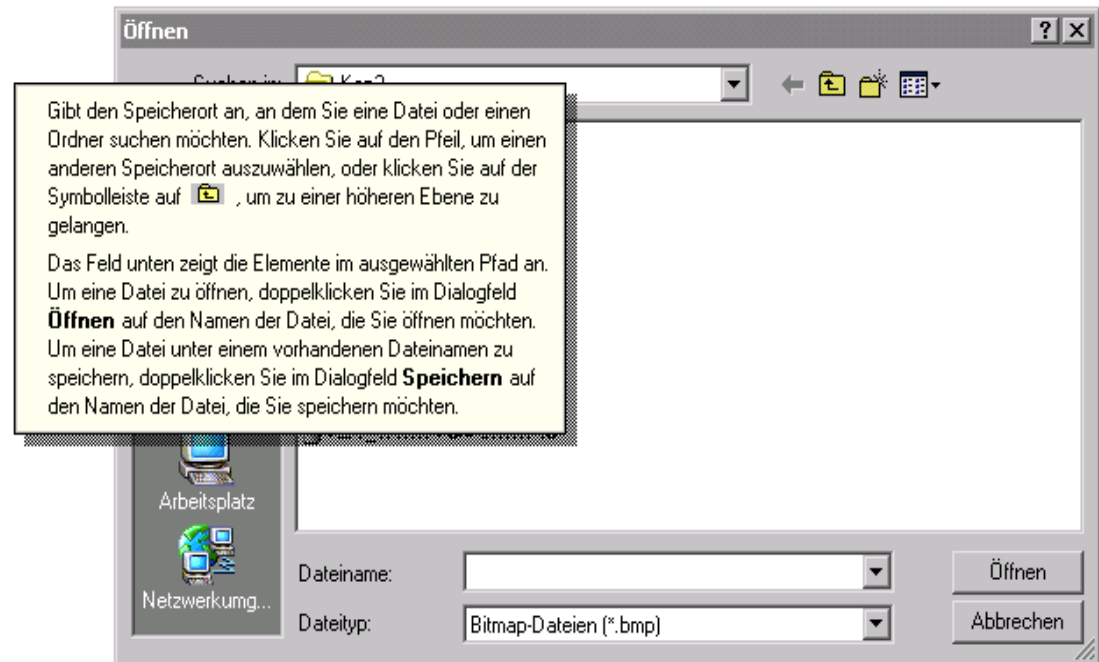 Öffnen
Gibt den Speicherort an, an dem Sie eine Datei oder einen
Ordner suchen möchten. Klicken Sie auf den Pfeil, um einen
anderen Speicherort auszuwählen, oder klicken Sie auf der
Symbolleiste auf , um zu einer höheren Ebene zu
gelangen.
Das Feld unten zeigt die Elemente im ausgewählten Pfad an.
Um eine Datei zu öffnen, doppelklicken Sie im Dialogfeld
Öffnen auf den Namen der Datei, die Sie öffnen möchten.
Um eine Datei unter einem vorhandenen Dateinamen zu
speichern, doppelklicken Sie im Dialogfeld Speichern auf
den Namen der Datei, die Sie speichern möchten.
Arbeitsplatz
Netzwerkumg...
Dateiname:
Öffnen
Dateityp:
Bitmap-Dateien (*.bmp)
Abbrechen